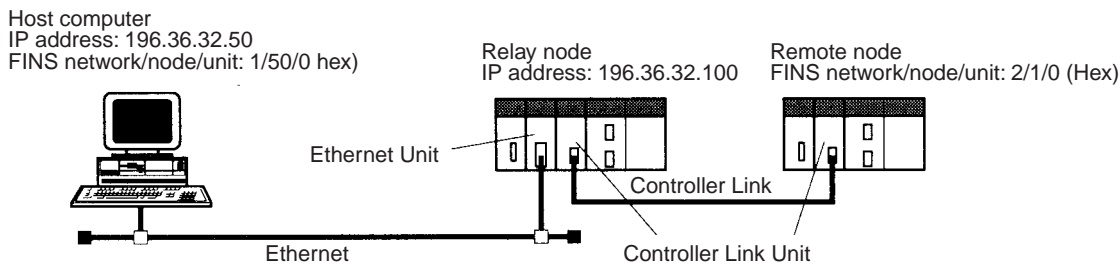 Host computer
IP address: 196.36.32.50
FINS network/node/unit: 1/50/0 hex)
Relay node
IP address: 196.36.32.100
Remote node
FINS network/node/unit: 2/1/0 (Hex)
Ethernet Unit
Controller Link
Ethernet
Controller Link Unit